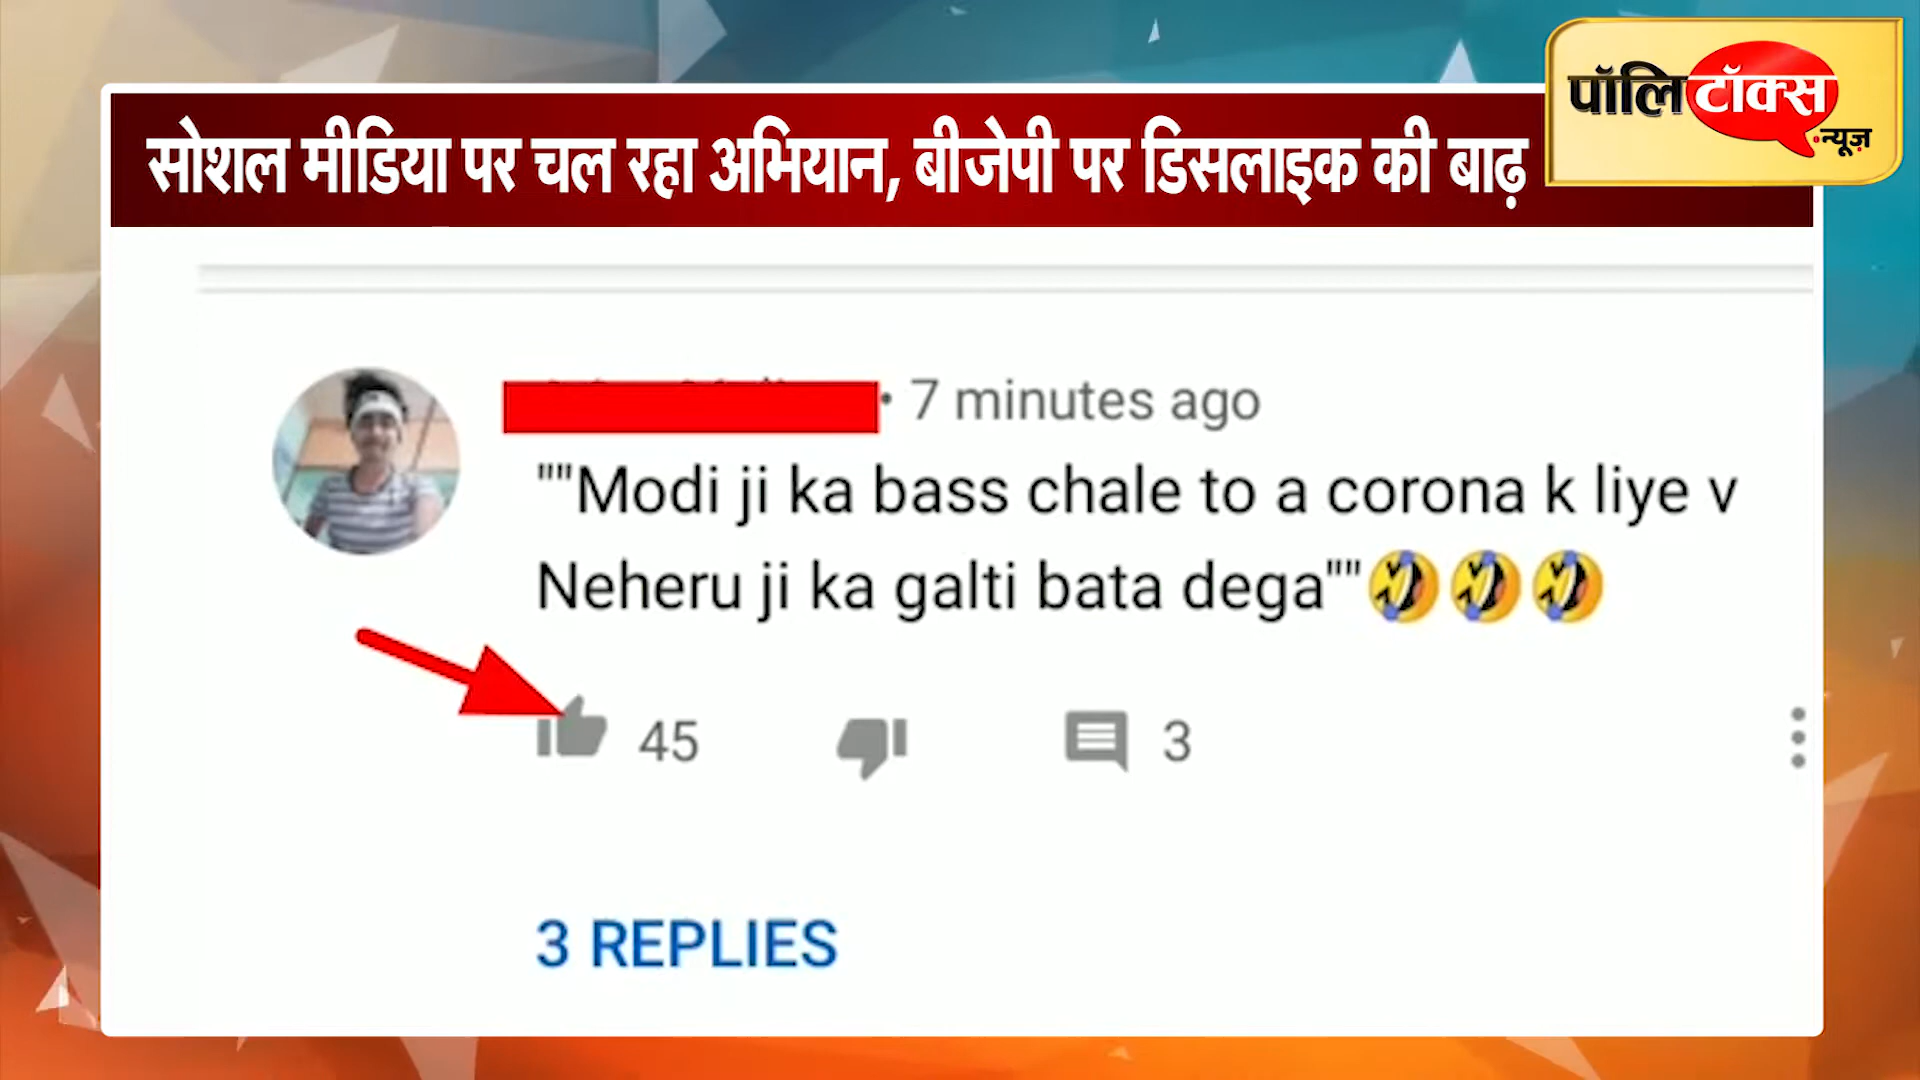 पॉलिटॉक्स
न्यूज़
सोशल मीडिया पर चल रहा अभियान, बीजेपी पर डिसलाइक की बाढ़
• 7 minutes ago
""Modi ji ka bass chale to a corona k liye v
Neheru ji ka galti bata dega""🤣🤣🤣
45 3
3 REPLIES